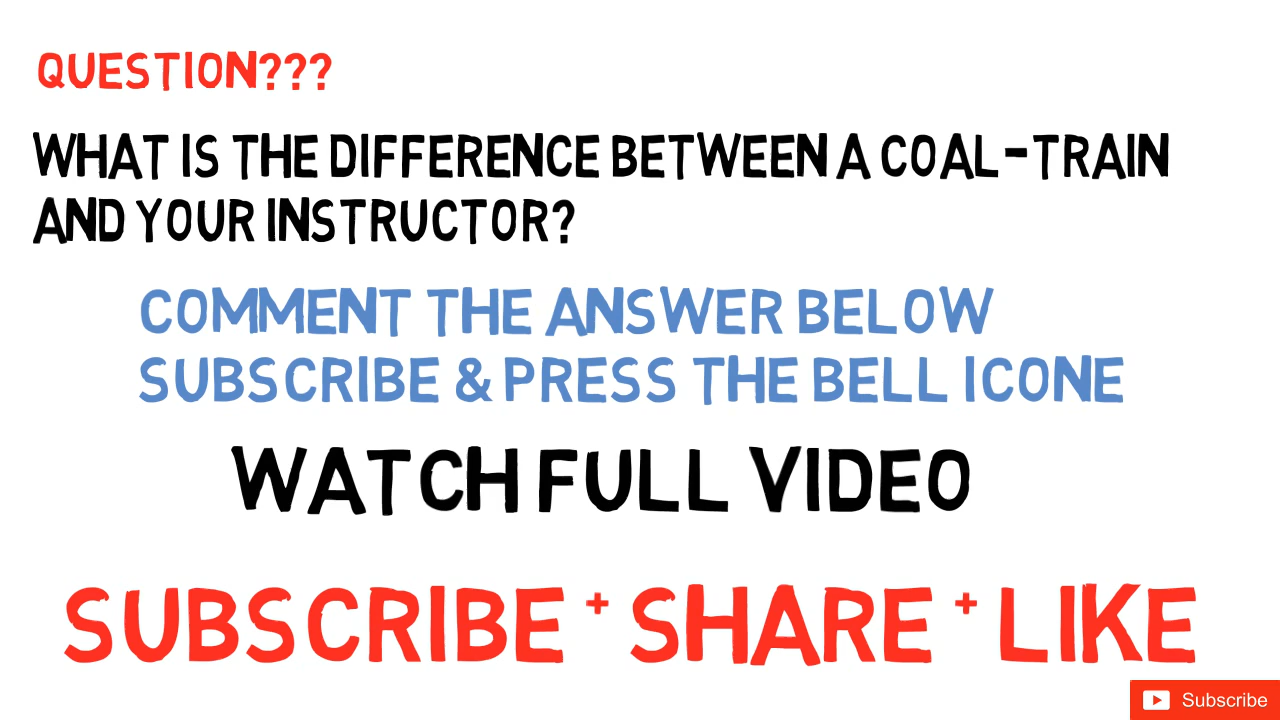 QUESTION???
WHAT IS THE DIFFERENCE BETWEEN A COAL-TRAIN
AND YOUR INSTRUCTOR?
COMMENT THE ANSWER BELOW
SUBSCRIBE & PRESS THE BELL ICONE
WATCH FULL VIDEO
SUBSCRIBE + SHARE + LIKE
Subscribe